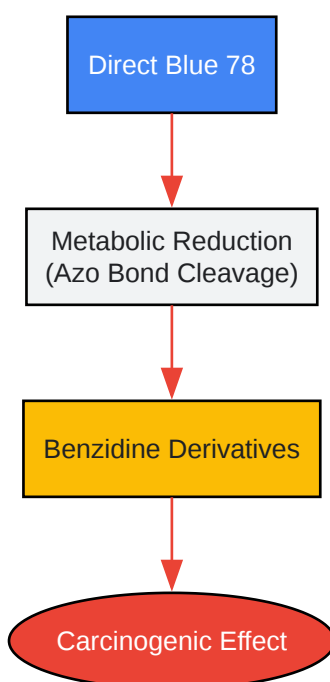 Direct Blue 78
Metabolic Reduction
(Azo Bond Cleavage)
Benzidine Derivatives
Carcinogenic Effect